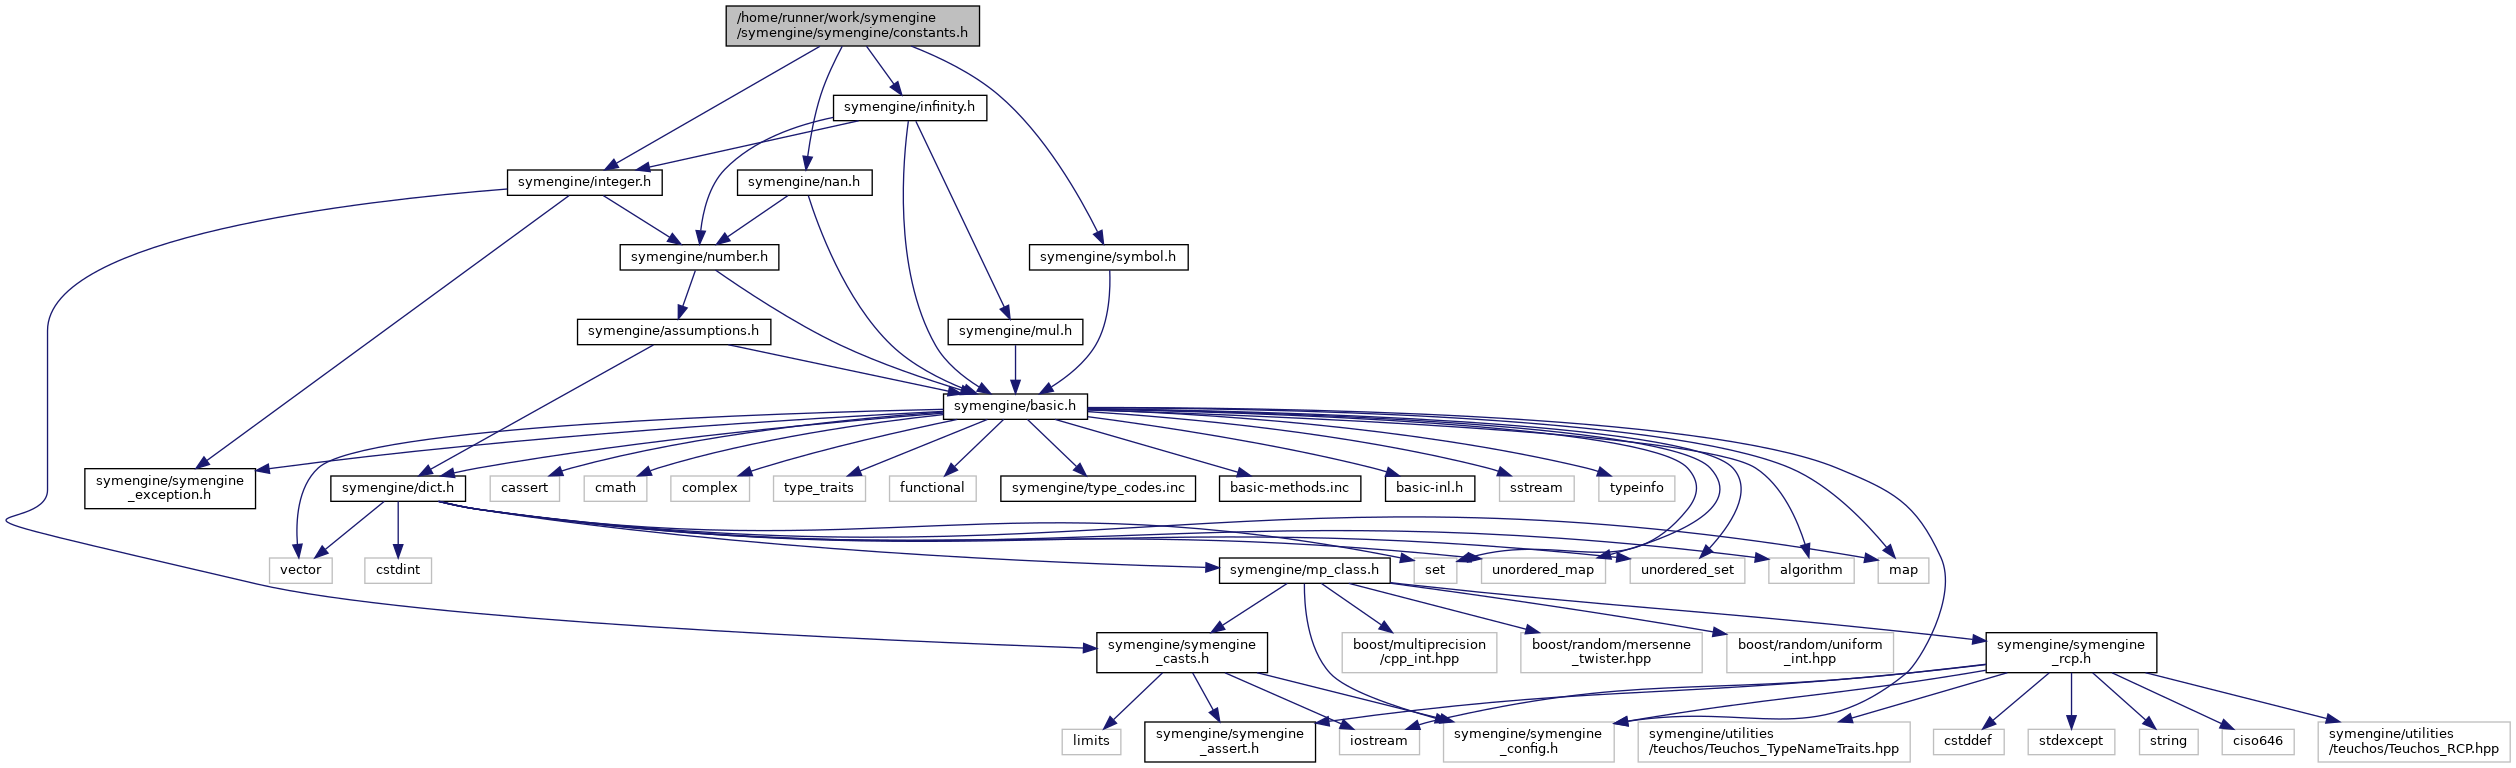 /home/runner/work/symengine
/symengine/symengine/constants.h
symengine/infinity.h
symengine/integer.h
symengine/nan.h
symengine/number.h
symengine/symbol.h
symengine/assumptions.h
symengine/mul.h
symengine/basic.h
symengine/symengine
_exception.h
symengine/dict.h
cassert
cmath
complex
type_traits
functional
symengine/type_codes.inc
basic-methods.inc
basic-inl.h
sstream
typeinfo
vector
cstdint
symengine/mp_class.h
set
unordered_map
unordered_set
algorithm
map
symengine/symengine
_casts.h
boost/multiprecision
/cpp_int.hpp
boost/random/mersenne
_twister.hpp
boost/random/uniform
_int.hpp
symengine/symengine
_rcp.h
limits
symengine/symengine
_assert.h
iostream
symengine/symengine
_config.h
symengine/utilities
/teuchos/Teuchos_TypeNameTraits.hpp
cstddef
stdexcept
string
ciso646
symengine/utilities
/teuchos/Teuchos_RCP.hpp